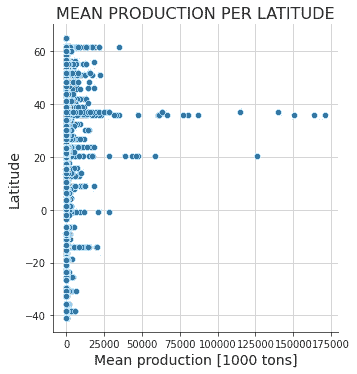 MEAN PRODUCTION PER LATITUDE
60
40
20
0
−20
−40
Latitude
0 25000 50000 75000 100000 125000 150000 175000
Mean production [1000 tons]